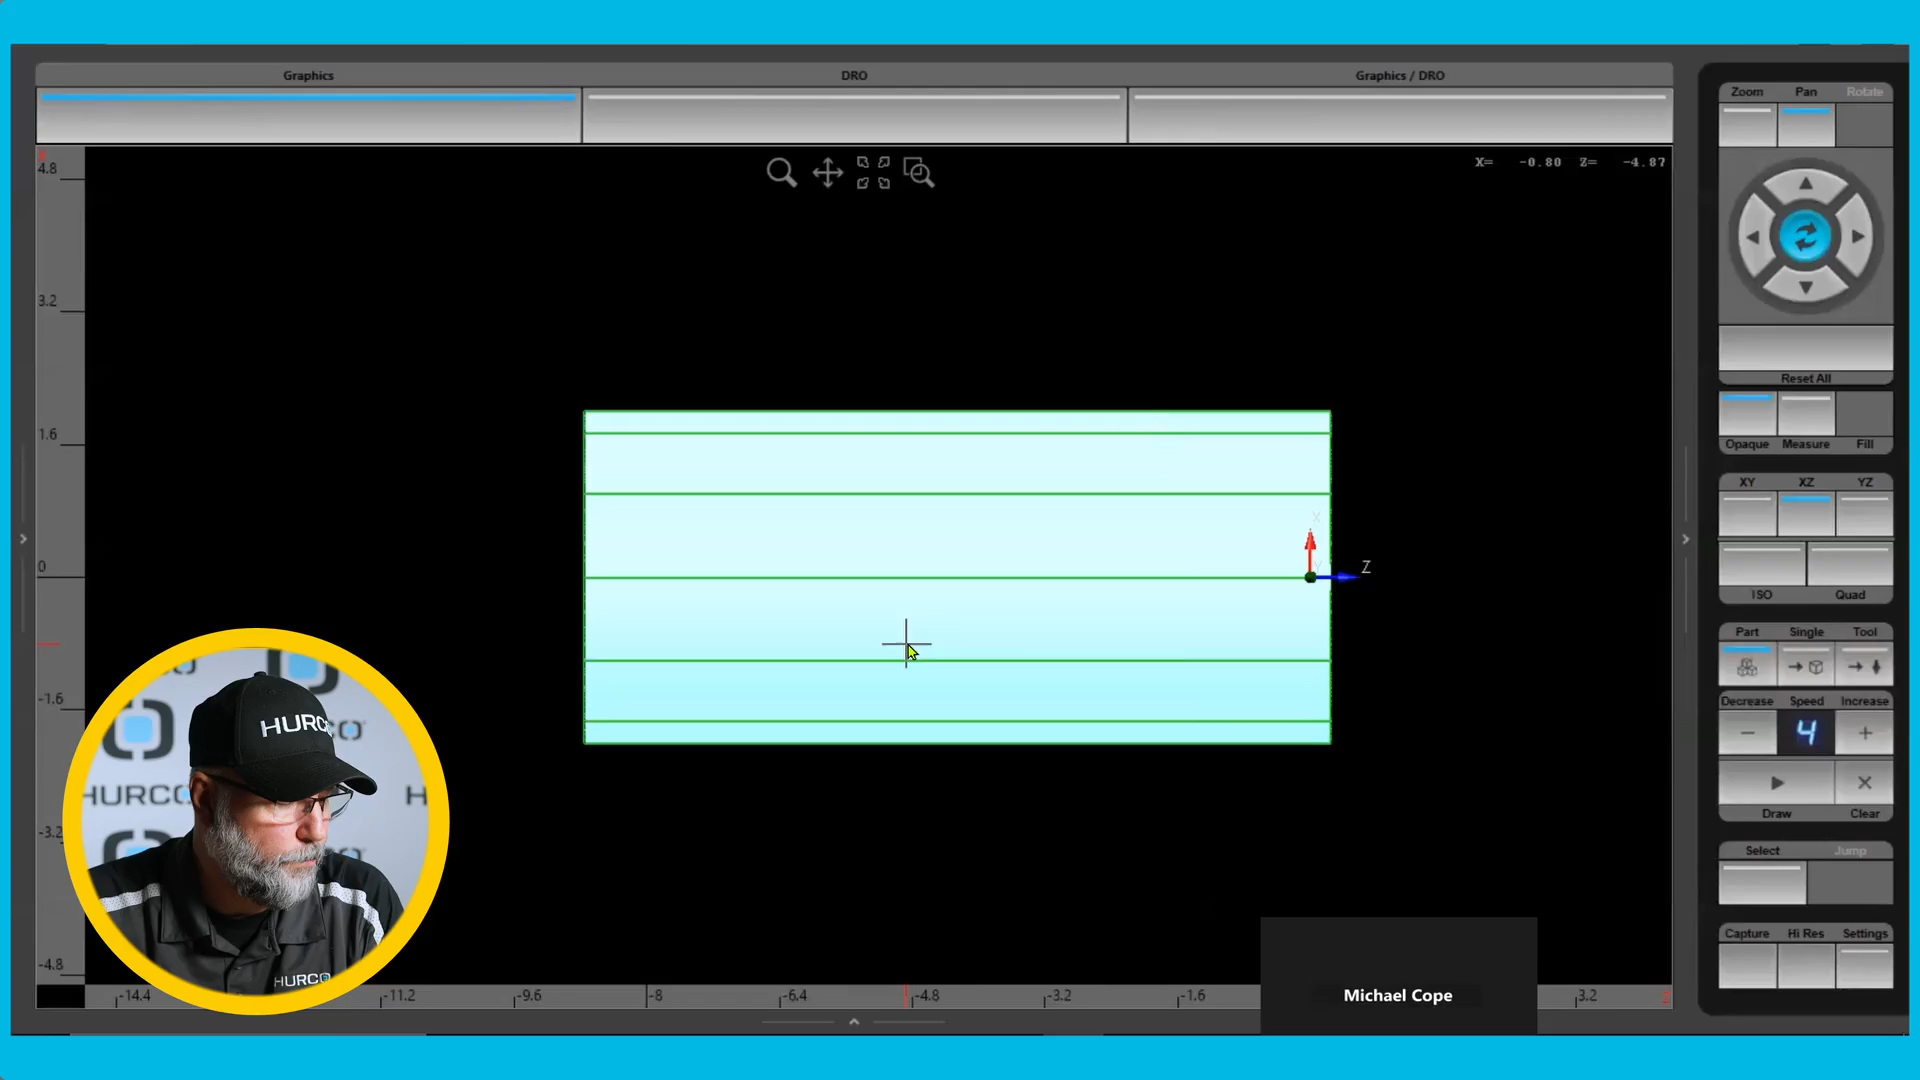 Graphics DRO Graphics / DRO
Zoom Pan Rotate
X= -0.80 Z= -4.87
X
4.8
3.2
1.6
0
-1.6
-3.2
-4.8
X
Y
Z
Reset All
Opaque Measure Fill
XY XZ YZ
ISO Quad
Part Single Tool
Decrease Speed Increase
4
Draw Clear
Select Jump
Capture Hi Res Settings
HURCO
HURCO
HURCO
-14.4 -11.2 -9.6 -8 -6.4 -4.8 -3.2 -1.6 3.2 Z
Michael Cope